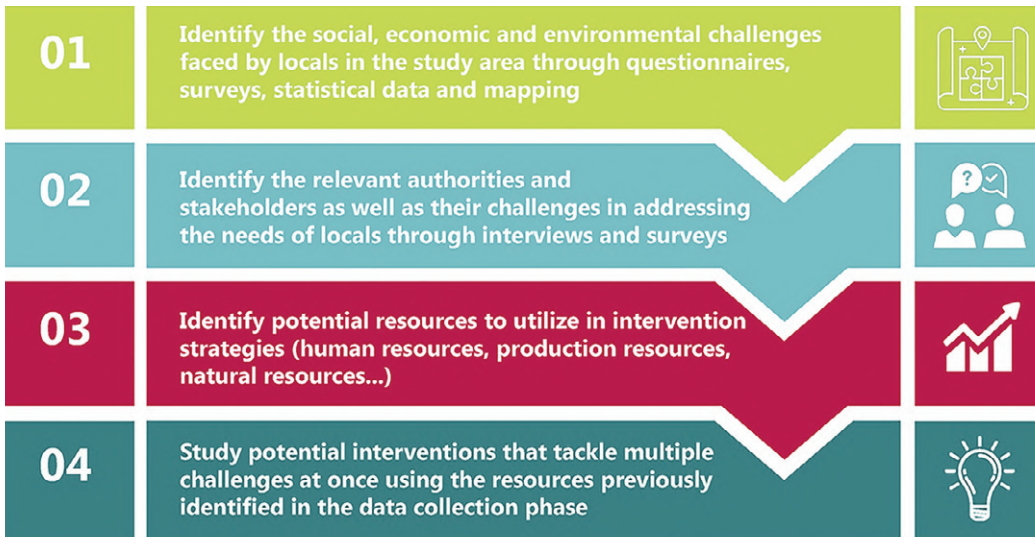 01
Identify the social, economic and environmental challenges
faced by locals in the study area through questionnaires,
surveys, statistical data and mapping
02
Identify the relevant authorities and
stakeholders as well as their challenges in addressing
the needs of locals through interviews and surveys
03
Identify potential resources to utilize in intervention
strategies (human resources, production resources,
natural resources...)
04
Study potential interventions that tackle multiple
challenges at once using the resources previously
identified in the data collection phase
?